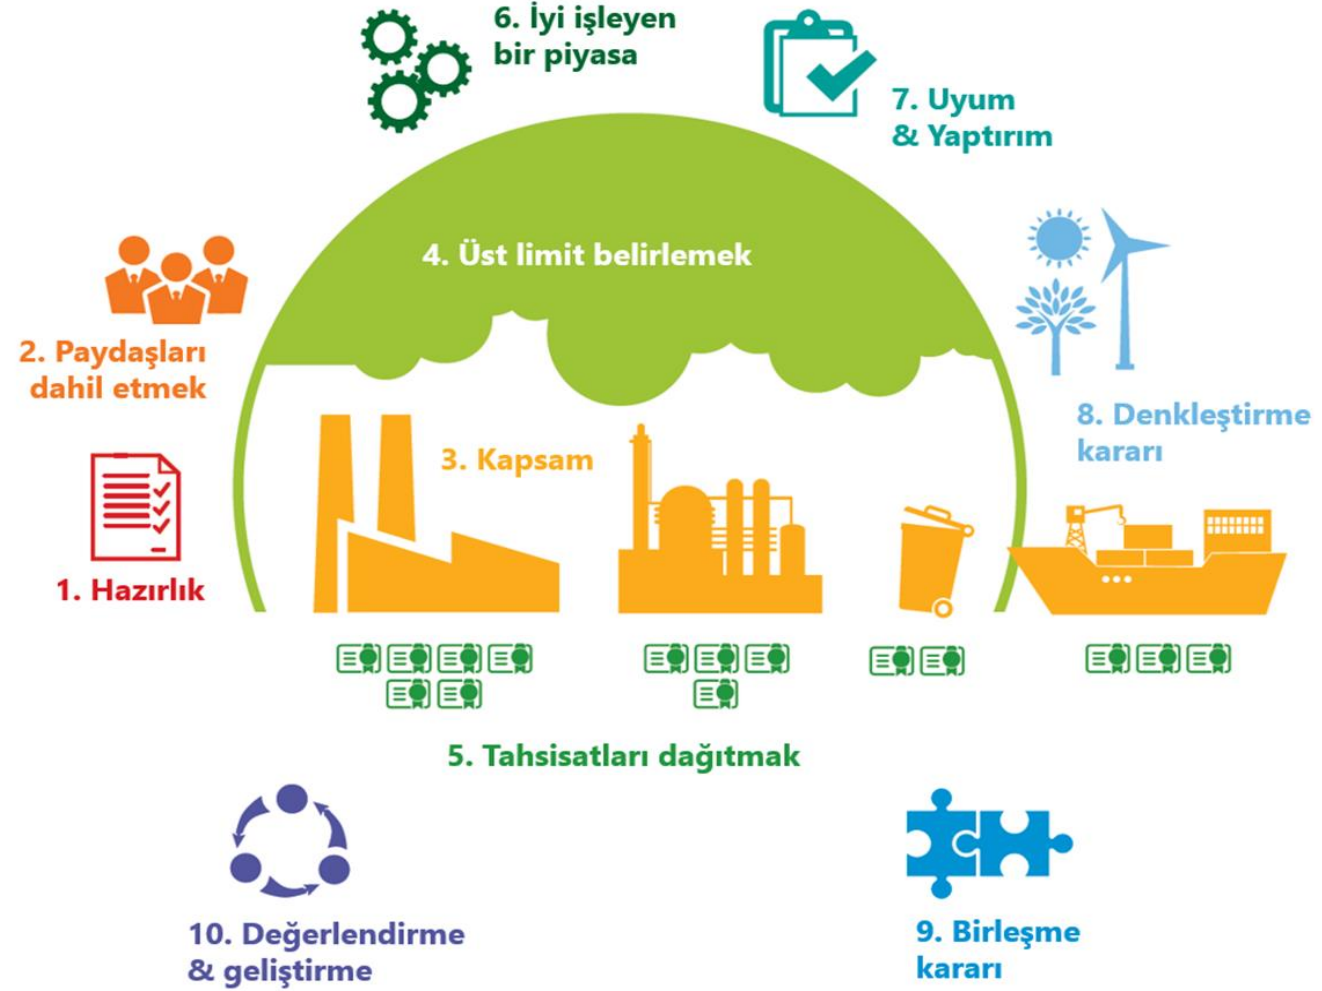 6. İyi işleyen
bir piyasa
7. Uyum
& Yaptırım
4. Üst limit belirlemek
2. Paydaşları
dahil etmek
8. Denkleştirme
kararı
3. Kapsam
1. Hazırlık
5. Tahsisatları dağıtmak
10. Değerlendirme
& geliştirme
9. Birleşme
kararı